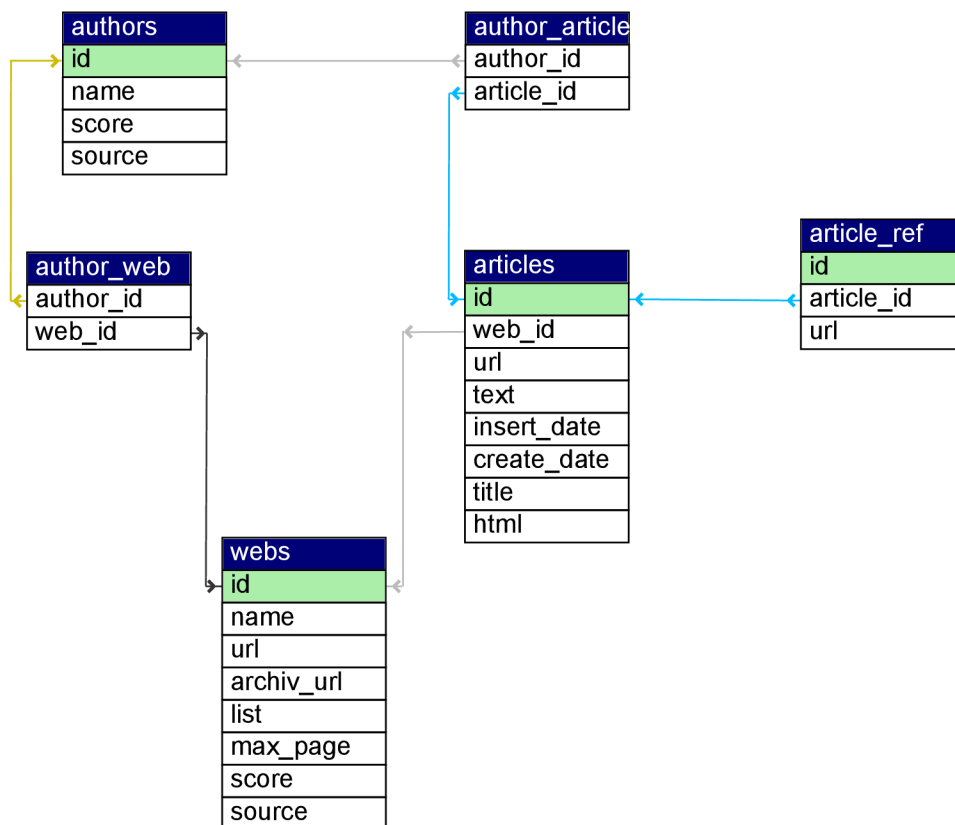 authors
id
name
score
source
author_article
author_id
article_id
author_web
author_id
web_id
articles
id
web_id
url
text
insert_date
create_date
title
html
article_ref
id
article_id
url
webs
id
name
url
archiv_url
list
max_page
score
source